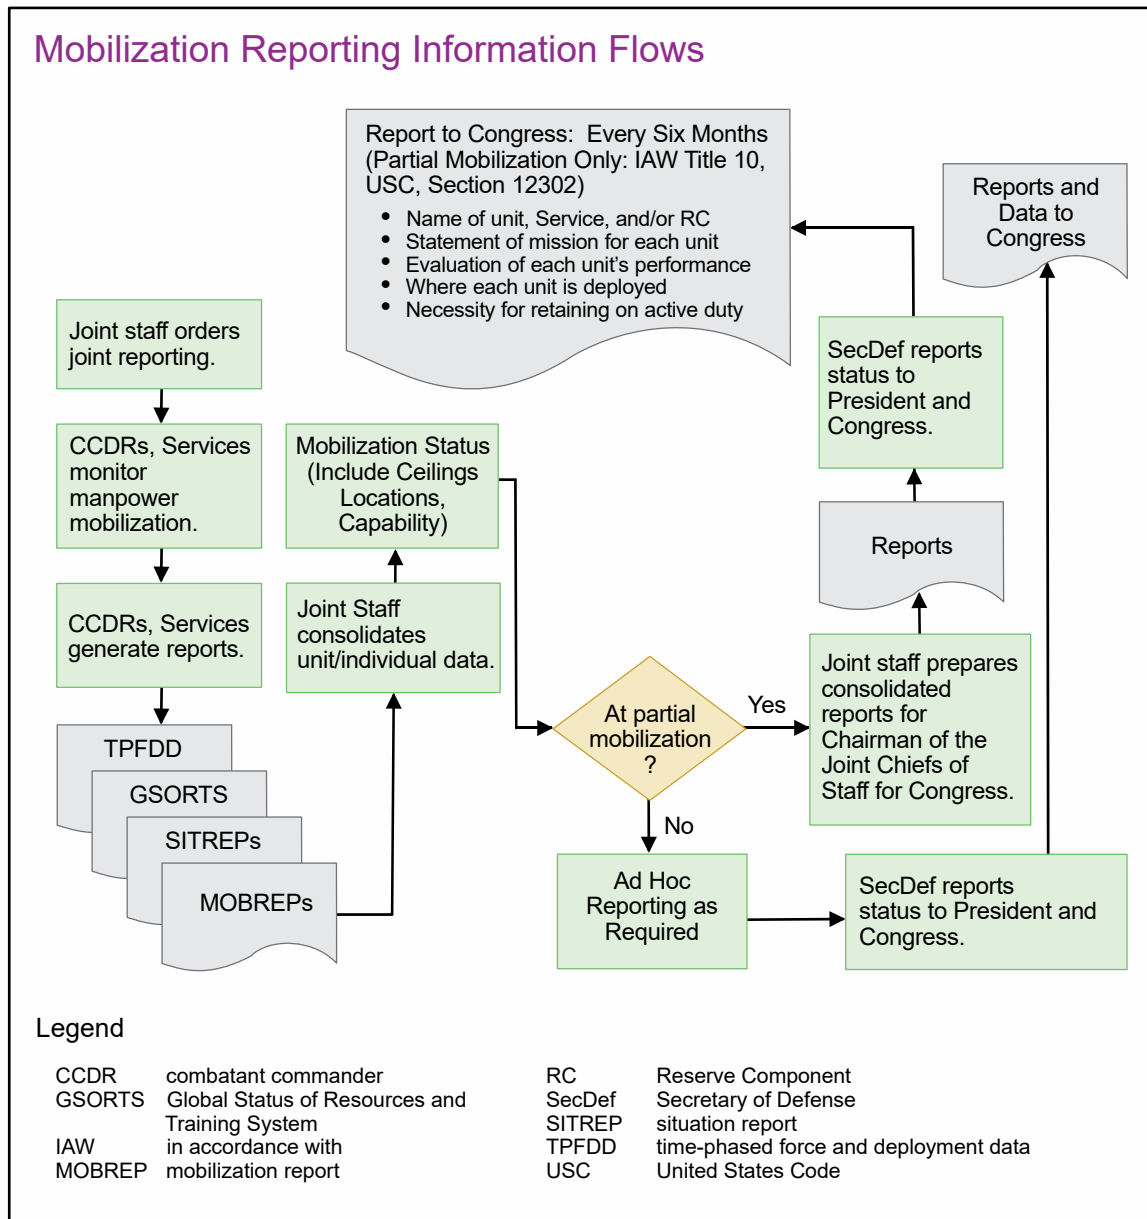 Mobilization Reporting Information Flows
Report to Congress:  Every Six Months
(Partial Mobilization Only: IAW Title 10,
USC, Section 12302)
• Name of unit, Service, and/or RC
• Statement of mission for each unit
• Evaluation of each unit’s performance
• Where each unit is deployed
• Necessity for retaining on active duty
Reports and
Data to
Congress
Joint staff orders
joint reporting.
SecDef reports
status to
President and
Congress.
CCDRs, Services
monitor
manpower
mobilization.
Mobilization Status
(Include Ceilings
Locations,
Capability)
Reports
CCDRs, Services
generate reports.
Joint Staff
consolidates
unit/individual data.
At partial
mobilization
?
Yes
No
Joint staff prepares
consolidated
reports for
Chairman of the
Joint Chiefs of
Staff for Congress.
TPFDD
GSORTS
SITREPs
MOBREPs
Ad Hoc
Reporting as
Required
SecDef reports
status to President and
Congress.
Legend
CCDR combatant commander
GSORTS Global Status of Resources and
Training System
IAW in accordance with
MOBREP mobilization report
RC Reserve Component
SecDef Secretary of Defense
SITREP situation report
TPFDD time-phased force and deployment data
USC United States Code